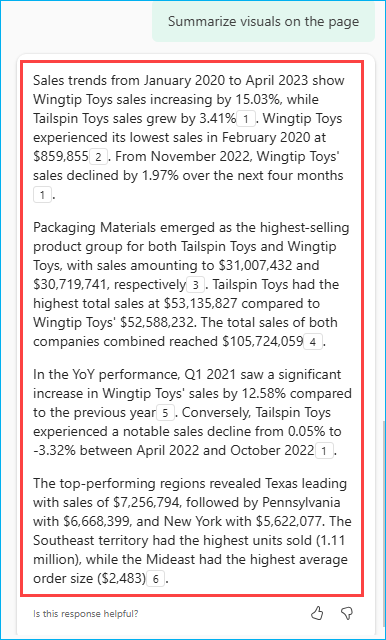 Summarize visuals on the page
Sales trends from January 2020 to April 2023 show
Wingtip Toys sales increasing by 15.03%, while
Tailspin Toys sales grew by 3.41% 1 . Wingtip Toys
experienced its lowest sales in February 2020 at
$859,855 2 . From November 2022, Wingtip Toys'
sales declined by 1.97% over the next four months
1 .
Packaging Materials emerged as the highest-selling
product group for both Tailspin Toys and Wingtip
Toys, with sales amounting to $31,007,432 and
$30,719,741, respectively 3 . Tailspin Toys had the
highest total sales at $53,135,827 compared to
Wingtip Toys' $52,588,232. The total sales of both
companies combined reached $105,724,059 4 .
In the YoY performance, Q1 2021 saw a significant
increase in Wingtip Toys' sales by 12.58% compared
to the previous year 5 . Conversely, Tailspin Toys
experienced a notable sales decline from 0.05% to
-3.32% between April 2022 and October 2022 1 .
The top-performing regions revealed Texas leading
with sales of $7,256,794, followed by Pennsylvania
with $6,668,399, and New York with $5,622,077. The
Southeast territory had the highest units sold (1.11
million), while the Mideast had the highest average
order size ($2,483) 6 .
Is this response helpful?